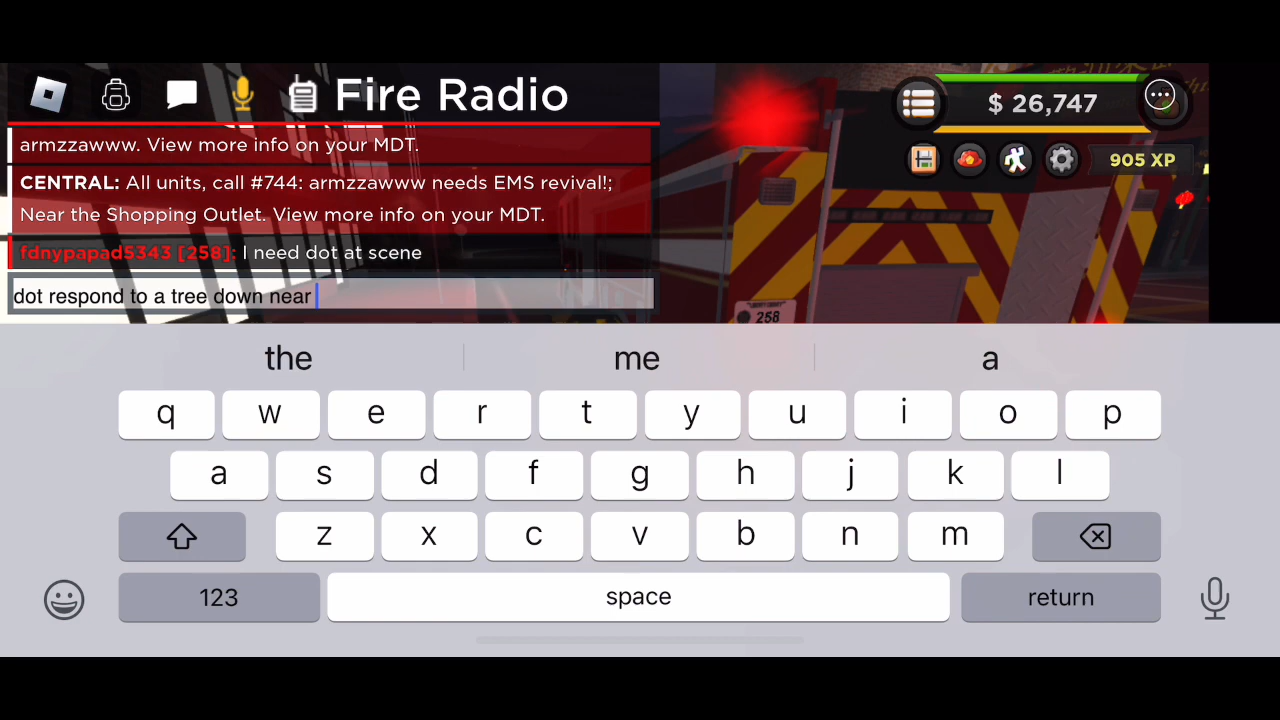 Fire Radio
$ 26,747
armzzawww. View more info on your MDT.
905 XP
CENTRAL: All units, call #744: armzzawww needs EMS revival!;
Near the Shopping Outlet. View more info on your MDT.
fdnypapad5343 [258]: I need dot at scene
dot respond to a tree down near
258
the me a
q w e r t y u i o p
a s d f g h j k l
z x c v b n m
123 space return